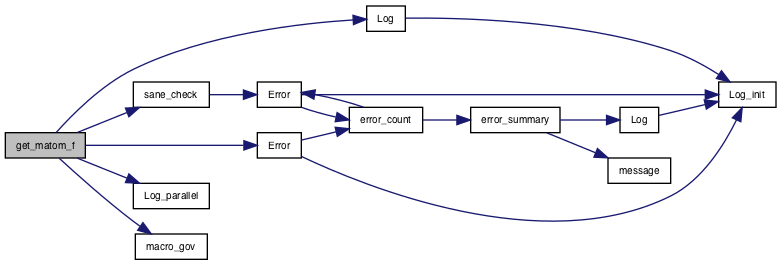 Log
sane_check
Error
Log_init
error_count
error_summary
Log
get_matom_f
Error
message
Log_parallel
macro_gov